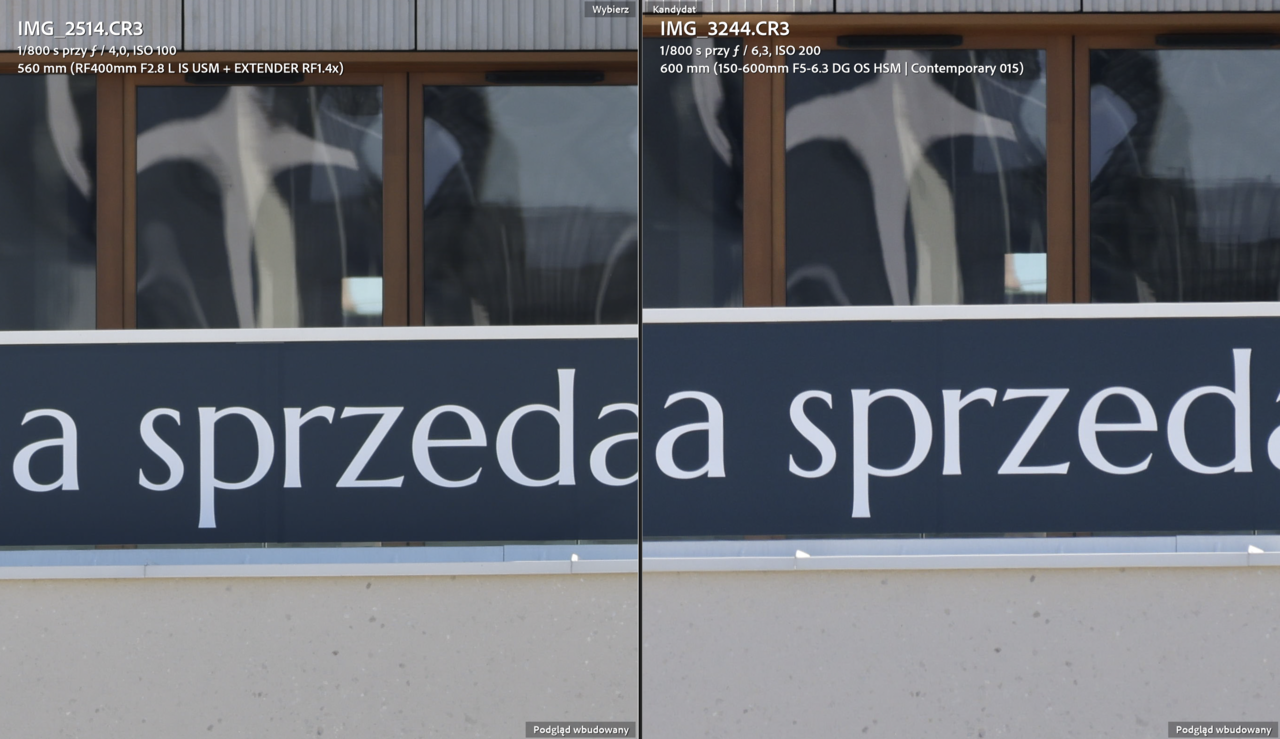 Wybierz
IMG_2514.CR3
1/800 s przy ƒ / 4,0, ISO 100
560 mm (RF400mm F2.8 L IS USM + EXTENDER RF1.4x)
a sprzeda
Podgląd wbudowany
Kandydat
IMG_3244.CR3
1/800 s przy ƒ / 6,3, ISO 200
600 mm (150-600mm F5-6.3 DG OS HSM | Contemporary 015)
a sprzeda
Podgląd wbudowany